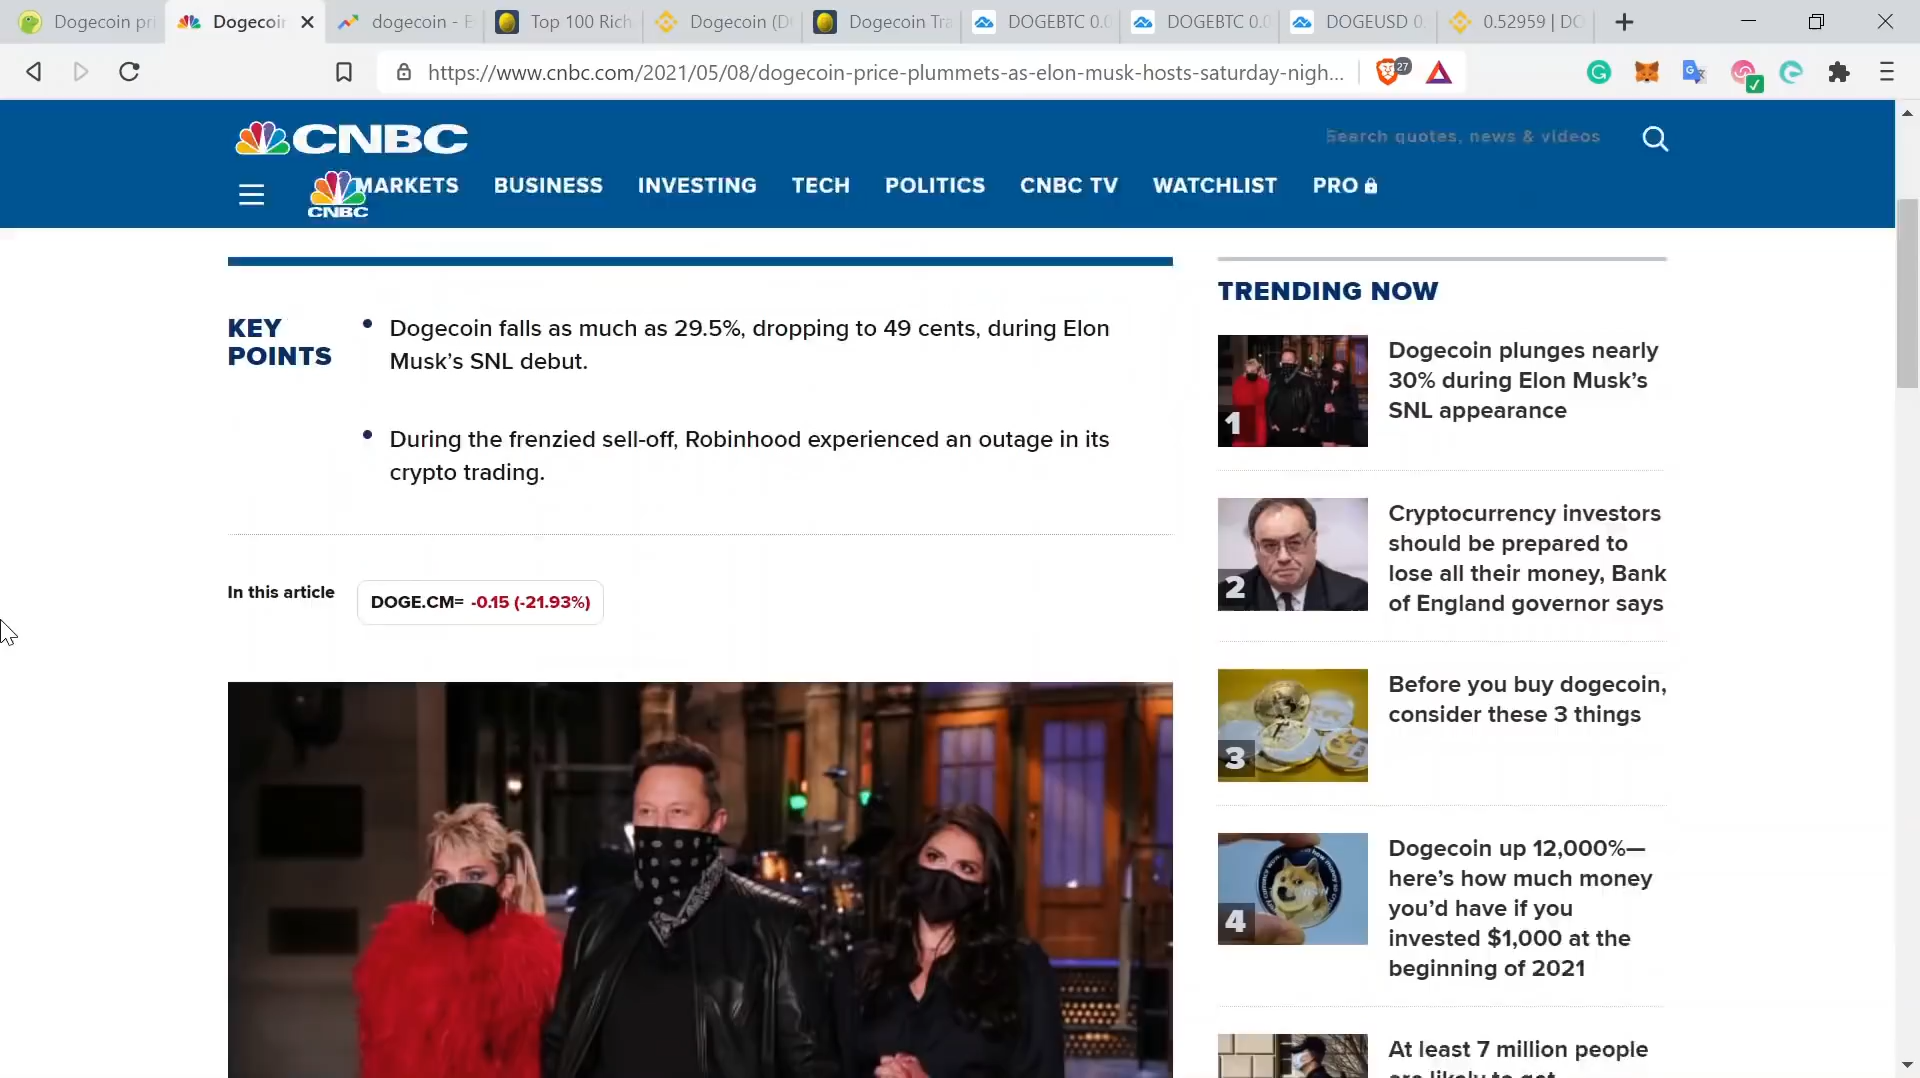 Dogecoin pri
Dogecoin
dogecoin - E
Top 100 Rich
Dogecoin (D
Dogecoin Tra
DOGEBTC 0.0
DOGEBTC 0.0
DOGEUSD 0.
0.52959 | DO
https://www.cnbc.com/2021/05/08/dogecoin-price-plummets-as-elon-musk-hosts-saturday-nigh...
27
CNBC
Search quotes, news & videos
CNBC
MARKETS
BUSINESS
INVESTING
TECH
POLITICS
CNBC TV
WATCHLIST
PRO
KEY
POINTS
Dogecoin falls as much as 29.5%, dropping to 49 cents, during Elon
Musk’s SNL debut.
During the frenzied sell-off, Robinhood experienced an outage in its
crypto trading.
In this article
DOGE.CM= -0.15 (-21.93%)
TRENDING NOW
1
Dogecoin plunges nearly
30% during Elon Musk’s
SNL appearance
2
Cryptocurrency investors
should be prepared to
lose all their money, Bank
of England governor says
3
Before you buy dogecoin,
consider these 3 things
4
Dogecoin up 12,000%—
here’s how much money
you’d have if you
invested $1,000 at the
beginning of 2021
At least 7 million people
are likely to get